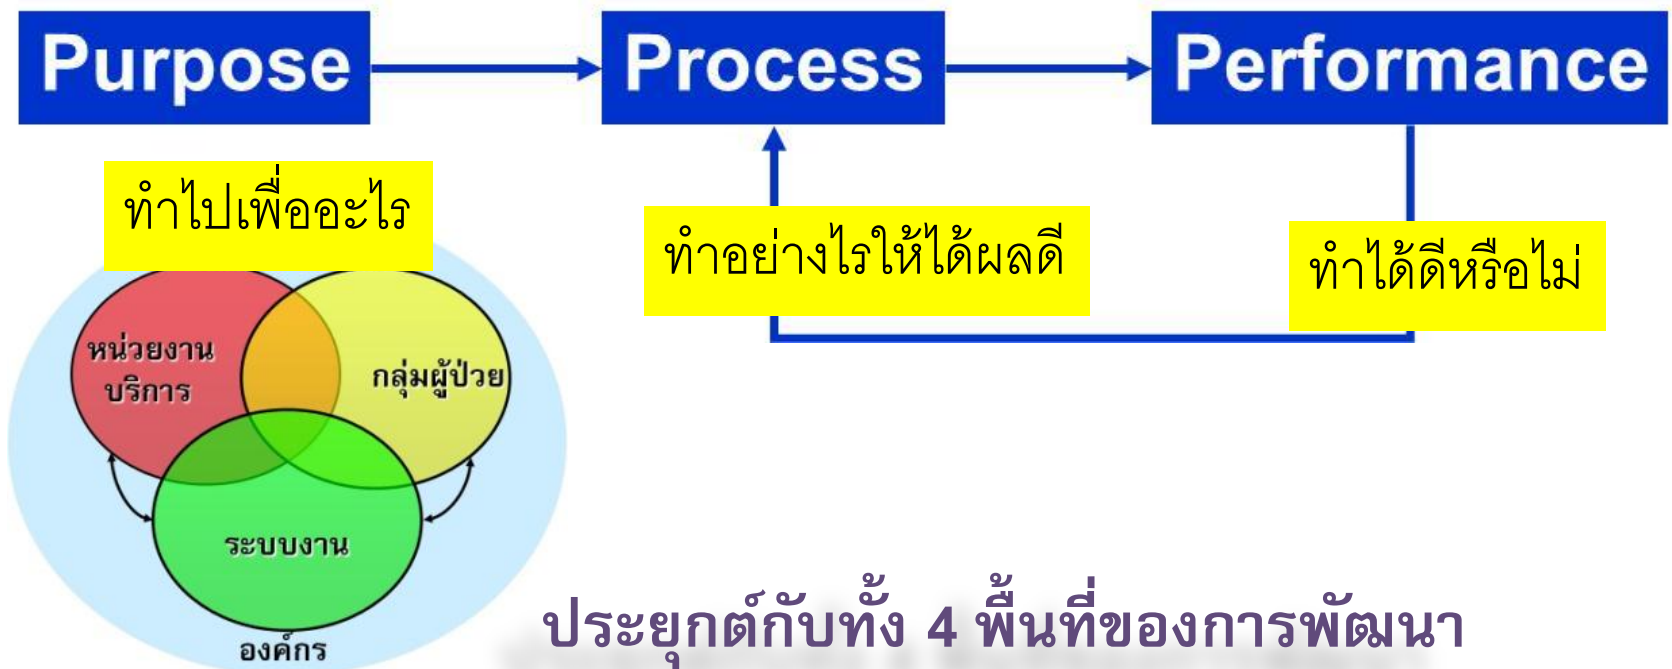 Purpose
Process
Performance
ทำไปเพื่ออะไร
ทำอย่างไรให้ได้ผลดี
ทำได้ดีหรือไม่
หน่วยงาน
บริการ
กลุ่มผู้ป่วย
ระบบงาน
องค์กร
ประยุกต์กับทั้ง 4 พื้นที่ของการพัฒนา